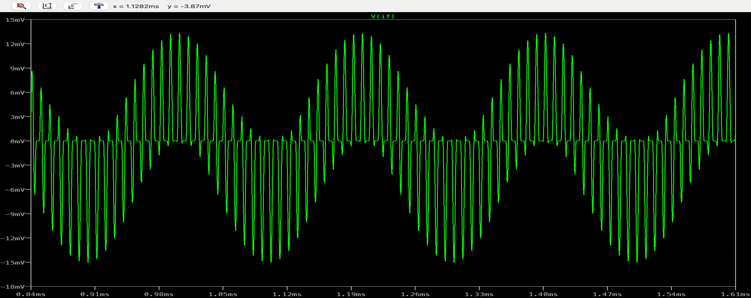 x = 1.1282ms    y = -3.87mV
V(if)
15mV
12mV
9mV
6mV
3mV
0mV
-3mV
-6mV
-9mV
-12mV
-15mV
-18mV
0.84ms 0.91ms 0.98ms 1.05ms 1.12ms 1.19ms 1.26ms 1.33ms 1.40ms 1.47ms 1.54ms 1.61ms